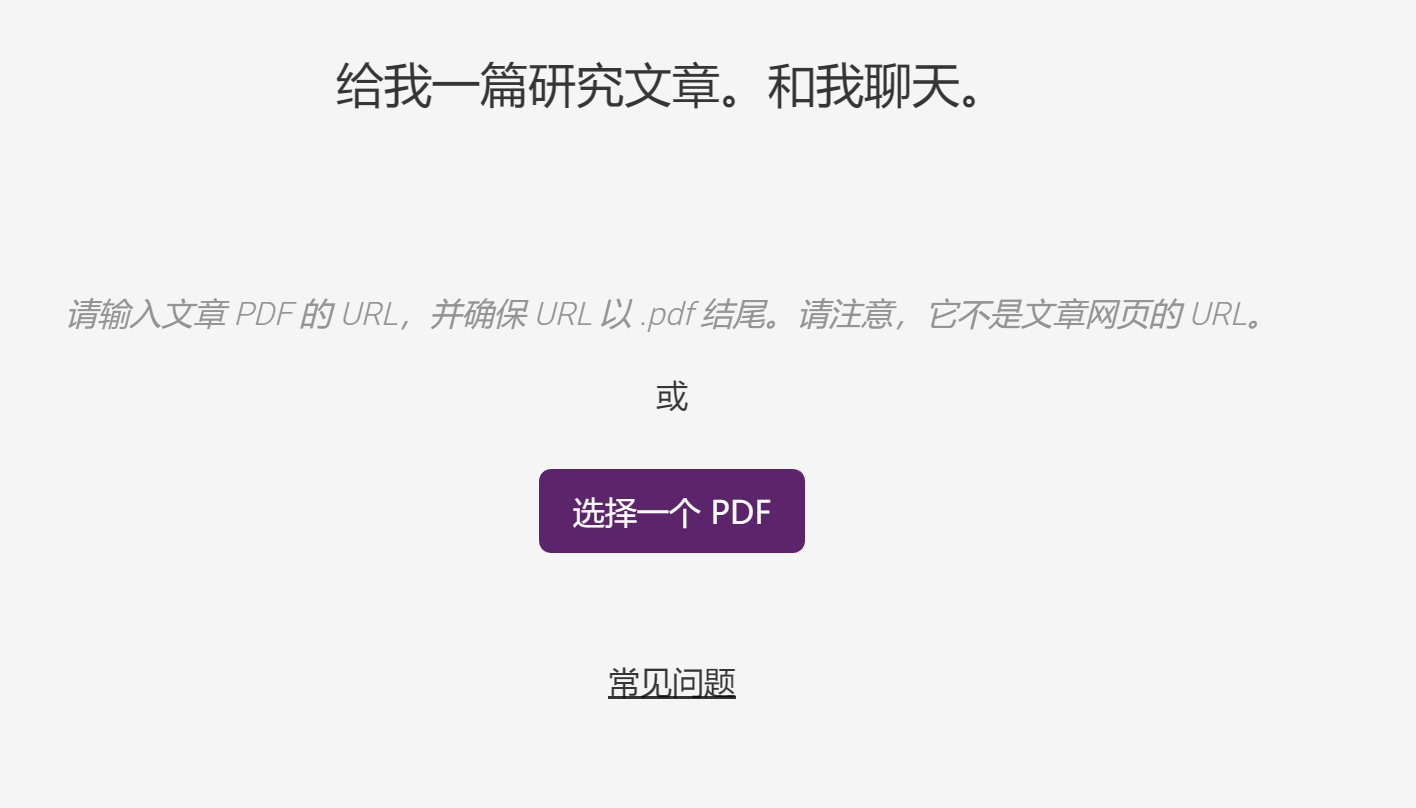 给我一篇研究文章。和我聊天。
请输入文章 PDF 的 URL，并确保 URL 以 .pdf 结尾。请注意，它不是文章网页的 URL。
或
选择一个 PDF
常见问题